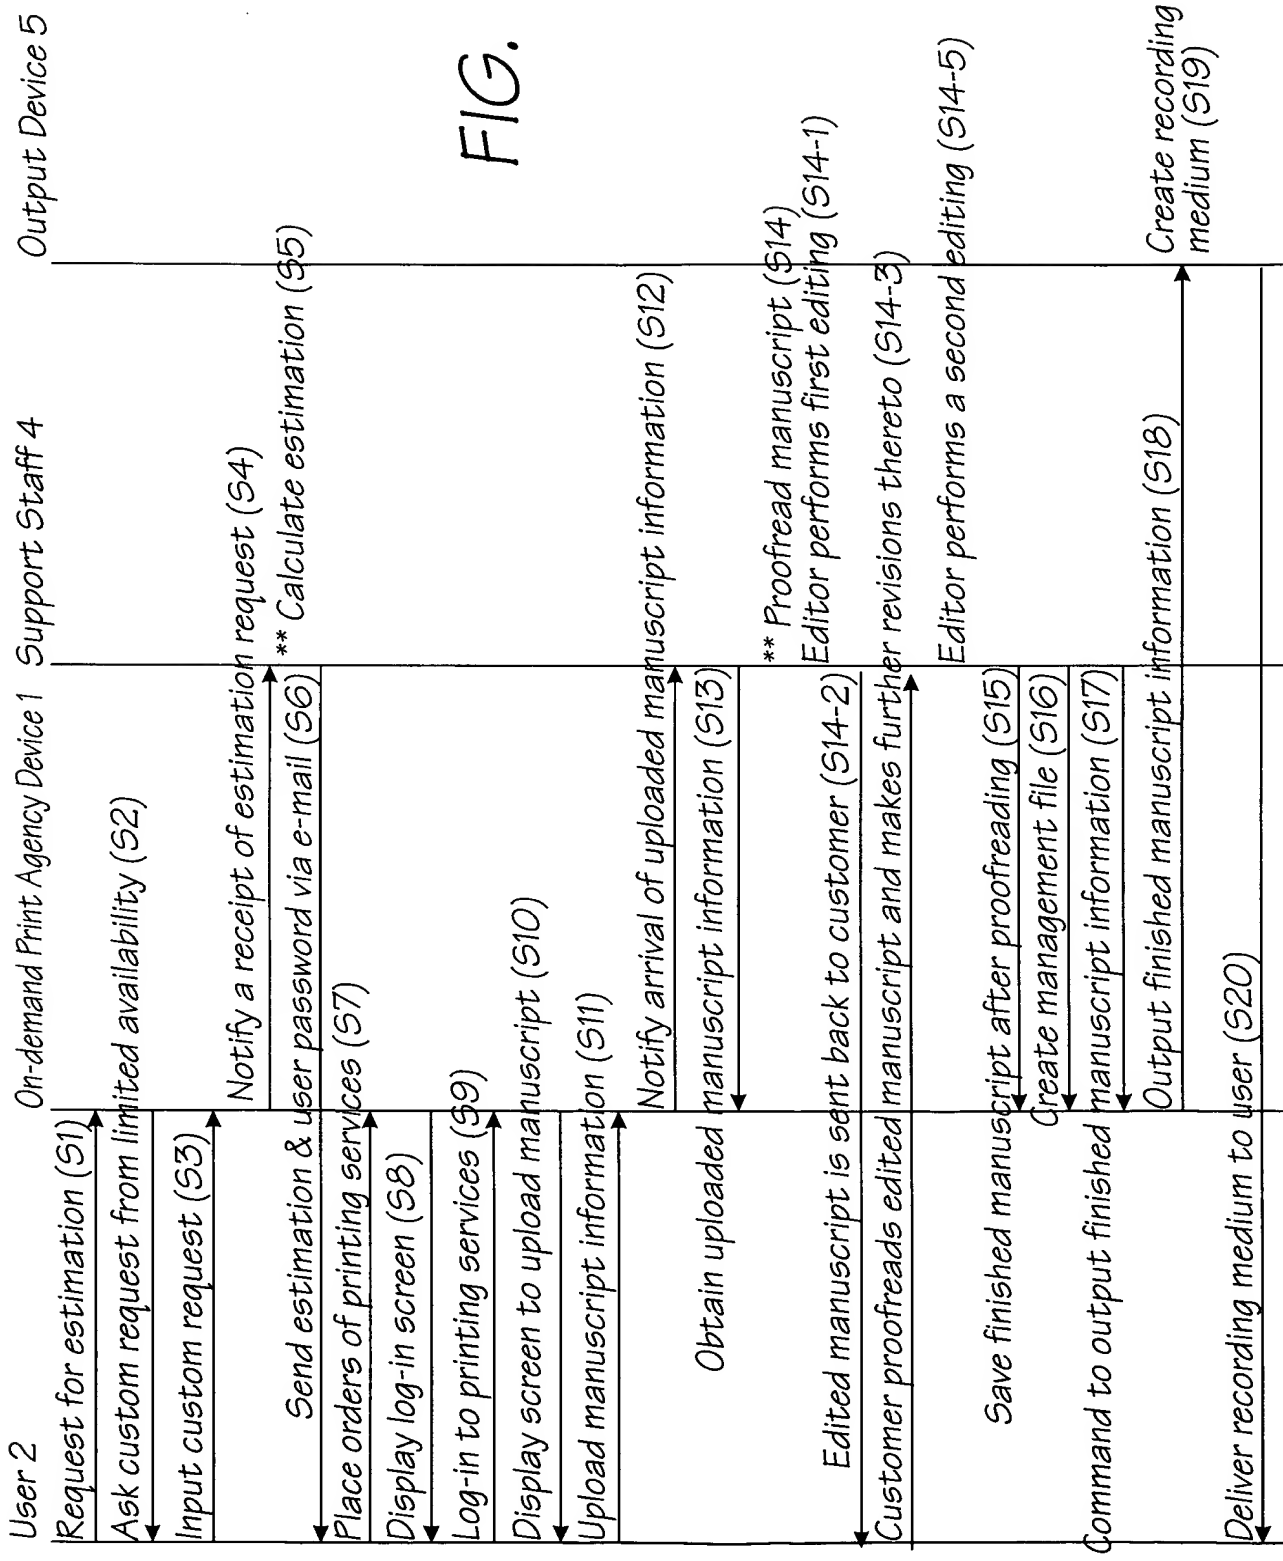 User 2
On-demand Print Agency Device 1
Support Staff 4
Output Device 5
Request for estimation (S1)
Ask custom request from limited availability (S2)
Input custom request (S3)
Notify a receipt of estimation request (S4)
** Calculate estimation (S5)
Send estimation & user password via e-mail (S6)
Place orders of printing services (S7)
Display log-in screen (S8)
Log-in to printing services (S9)
Display screen to upload manuscript (S10)
Upload manuscript information (S11)
Notify arrival of uploaded manuscript information (S12)
Obtain uploaded manuscript information (S13)
** Proofread manuscript (S14)
Editor performs first editing (S14-1)
Edited manuscript is sent back to customer (S14-2)
Customer proofreads edited manuscript and makes further revisions thereto (S14-3)
Editor performs a second editing (S14-5)
Save finished manuscript after proofreading (S15)
Create management file (S16)
Command to output finished manuscript information (S17)
Output finished manuscript information (S18)
Create recording
medium (S19)
Deliver recording medium to user (S20)
FIG.